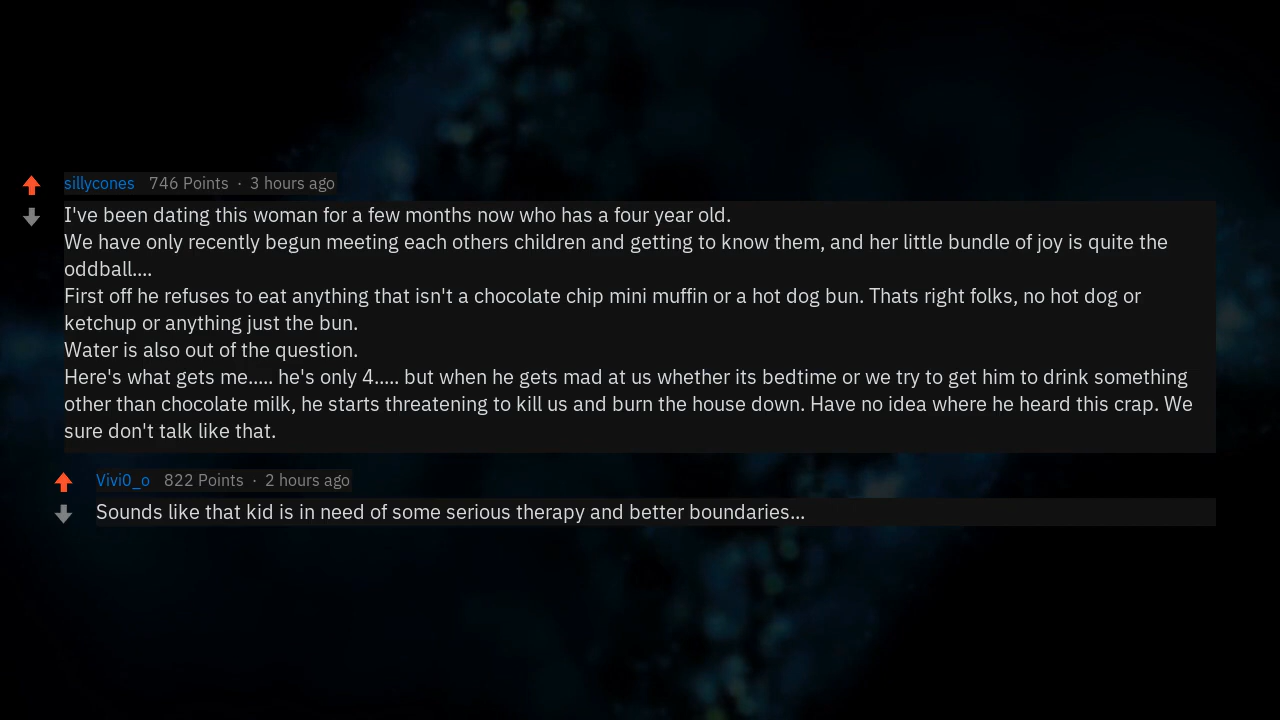 sillycones 746 Points · 3 hours ago
I've been dating this woman for a few months now who has a four year old.
We have only recently begun meeting each others children and getting to know them, and her little bundle of joy is quite the
oddball....
First off he refuses to eat anything that isn't a chocolate chip mini muffin or a hot dog bun. Thats right folks, no hot dog or
ketchup or anything just the bun.
Water is also out of the question.
Here's what gets me..... he's only 4..... but when he gets mad at us whether its bedtime or we try to get him to drink something
other than chocolate milk, he starts threatening to kill us and burn the house down. Have no idea where he heard this crap. We
sure don't talk like that.
Vivi0_o 822 Points · 2 hours ago
Sounds like that kid is in need of some serious therapy and better boundaries...